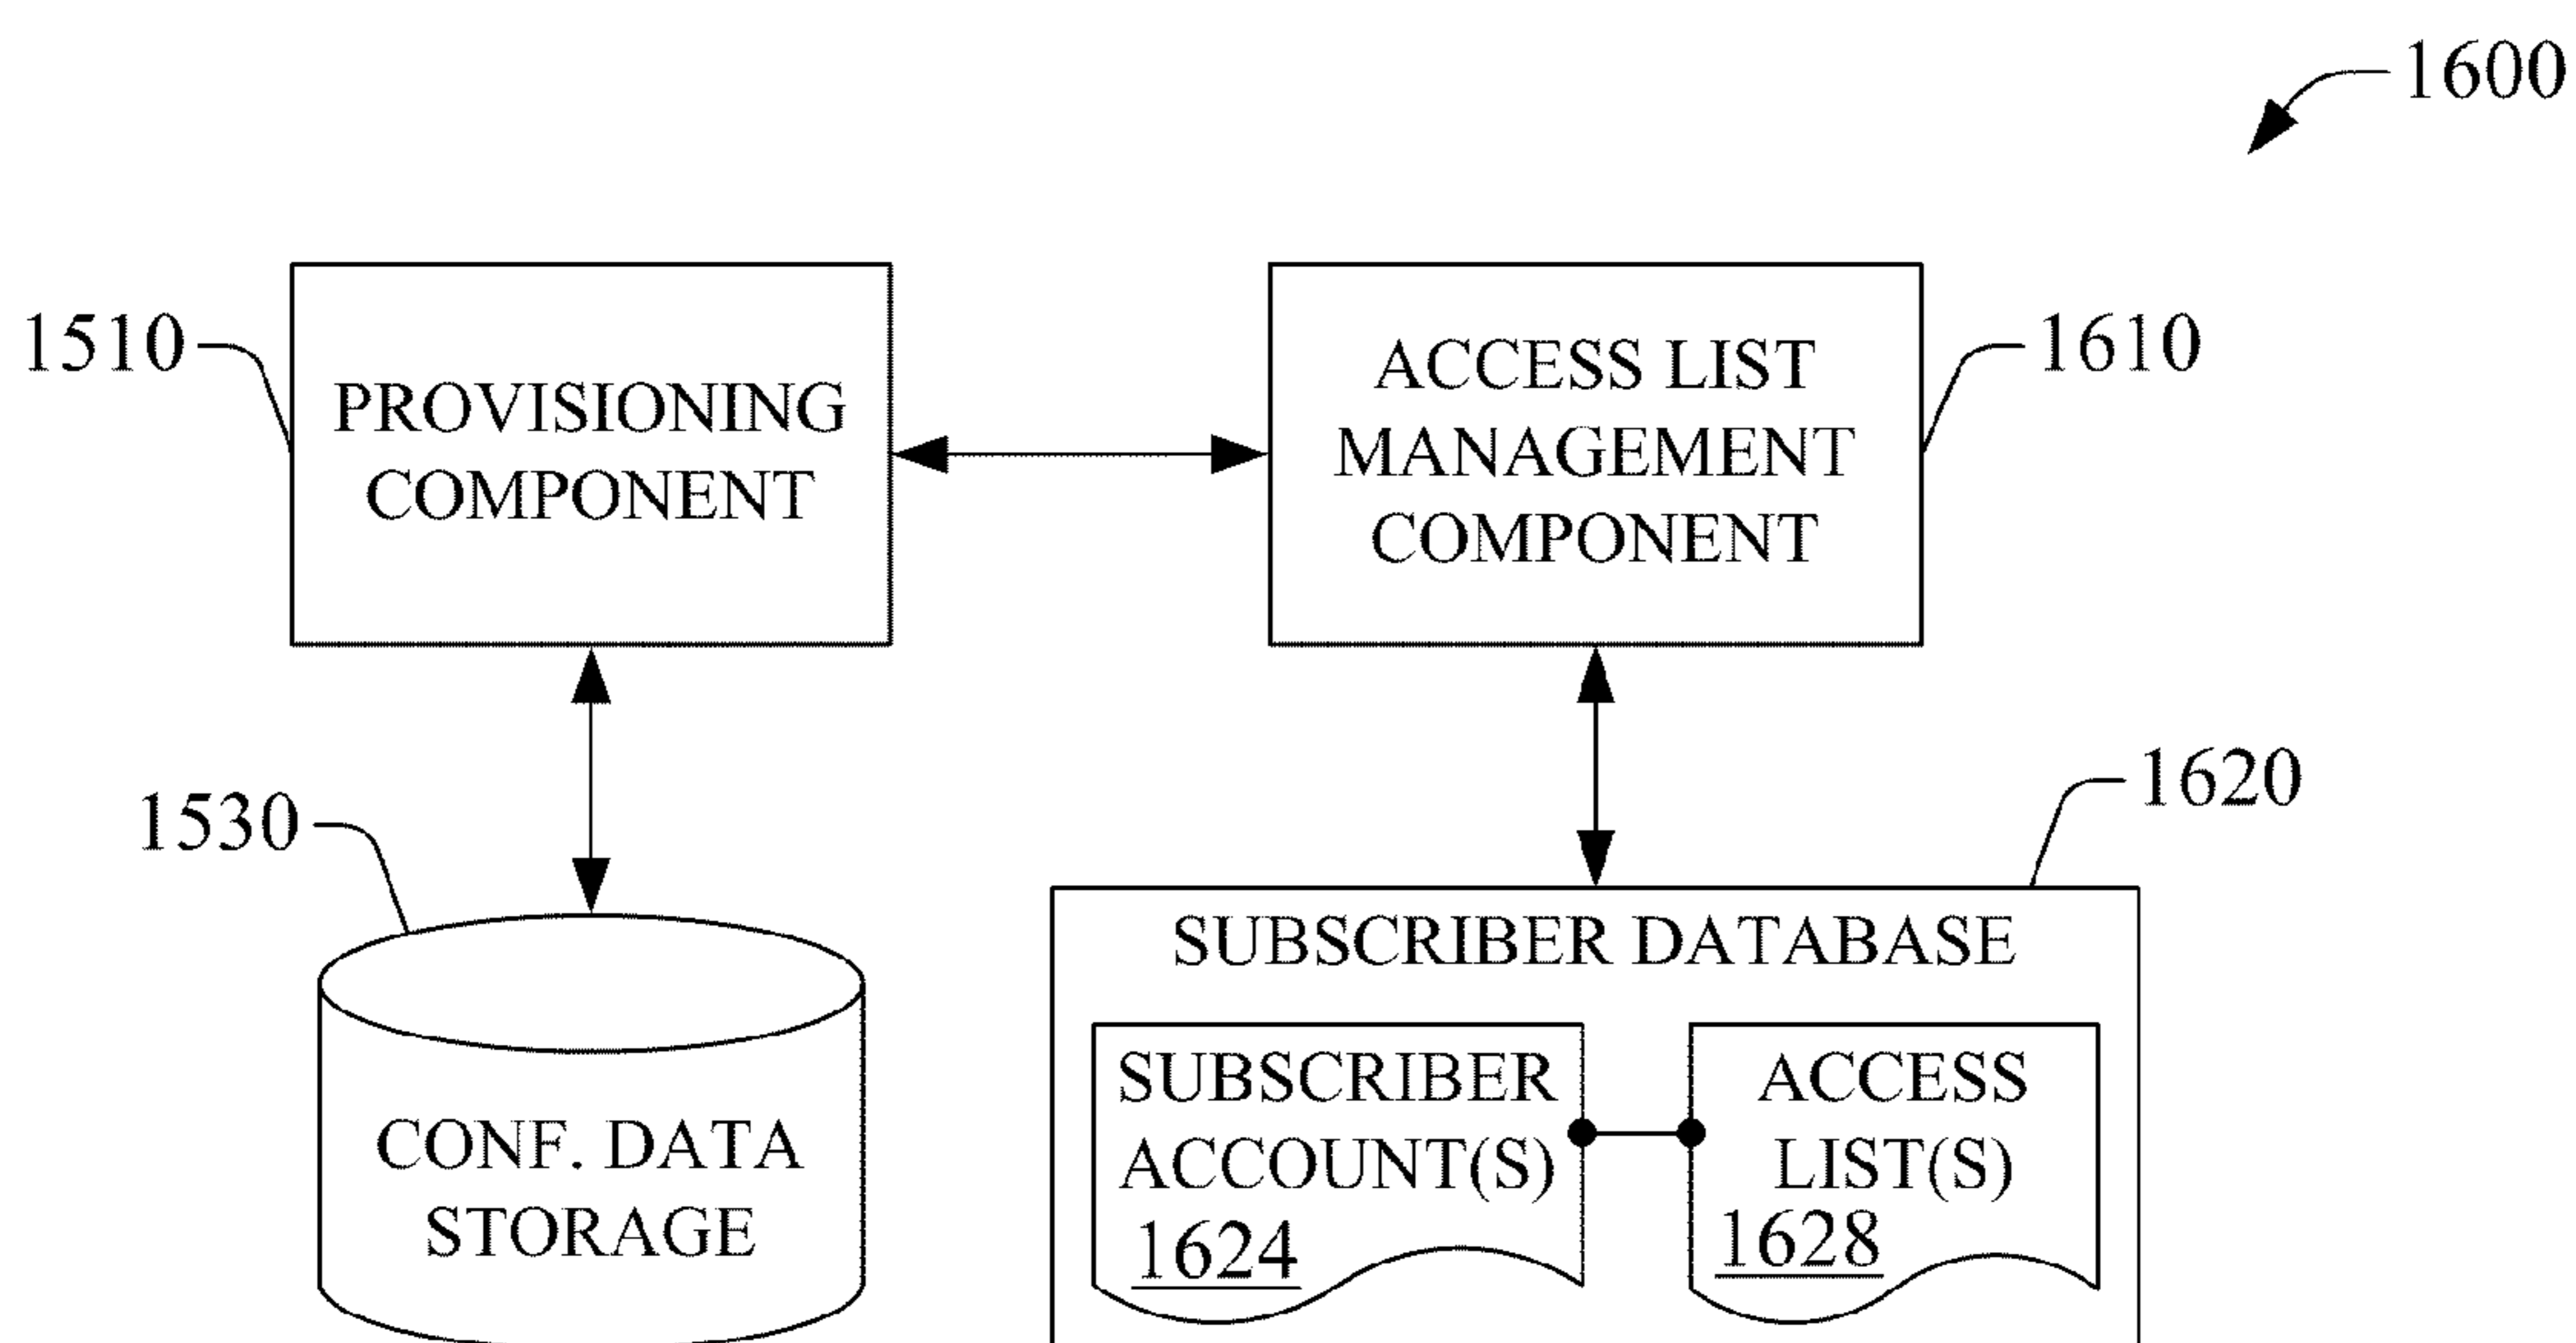 1600
1510
PROVISIONING
COMPONENT
ACCESS LIST
MANAGEMENT
COMPONENT
1610
1530
CONF. DATA
STORAGE
1620
SUBSCRIBER DATABASE
SUBSCRIBER
ACCOUNT(S)
1624
ACCESS
LIST(S)
1628